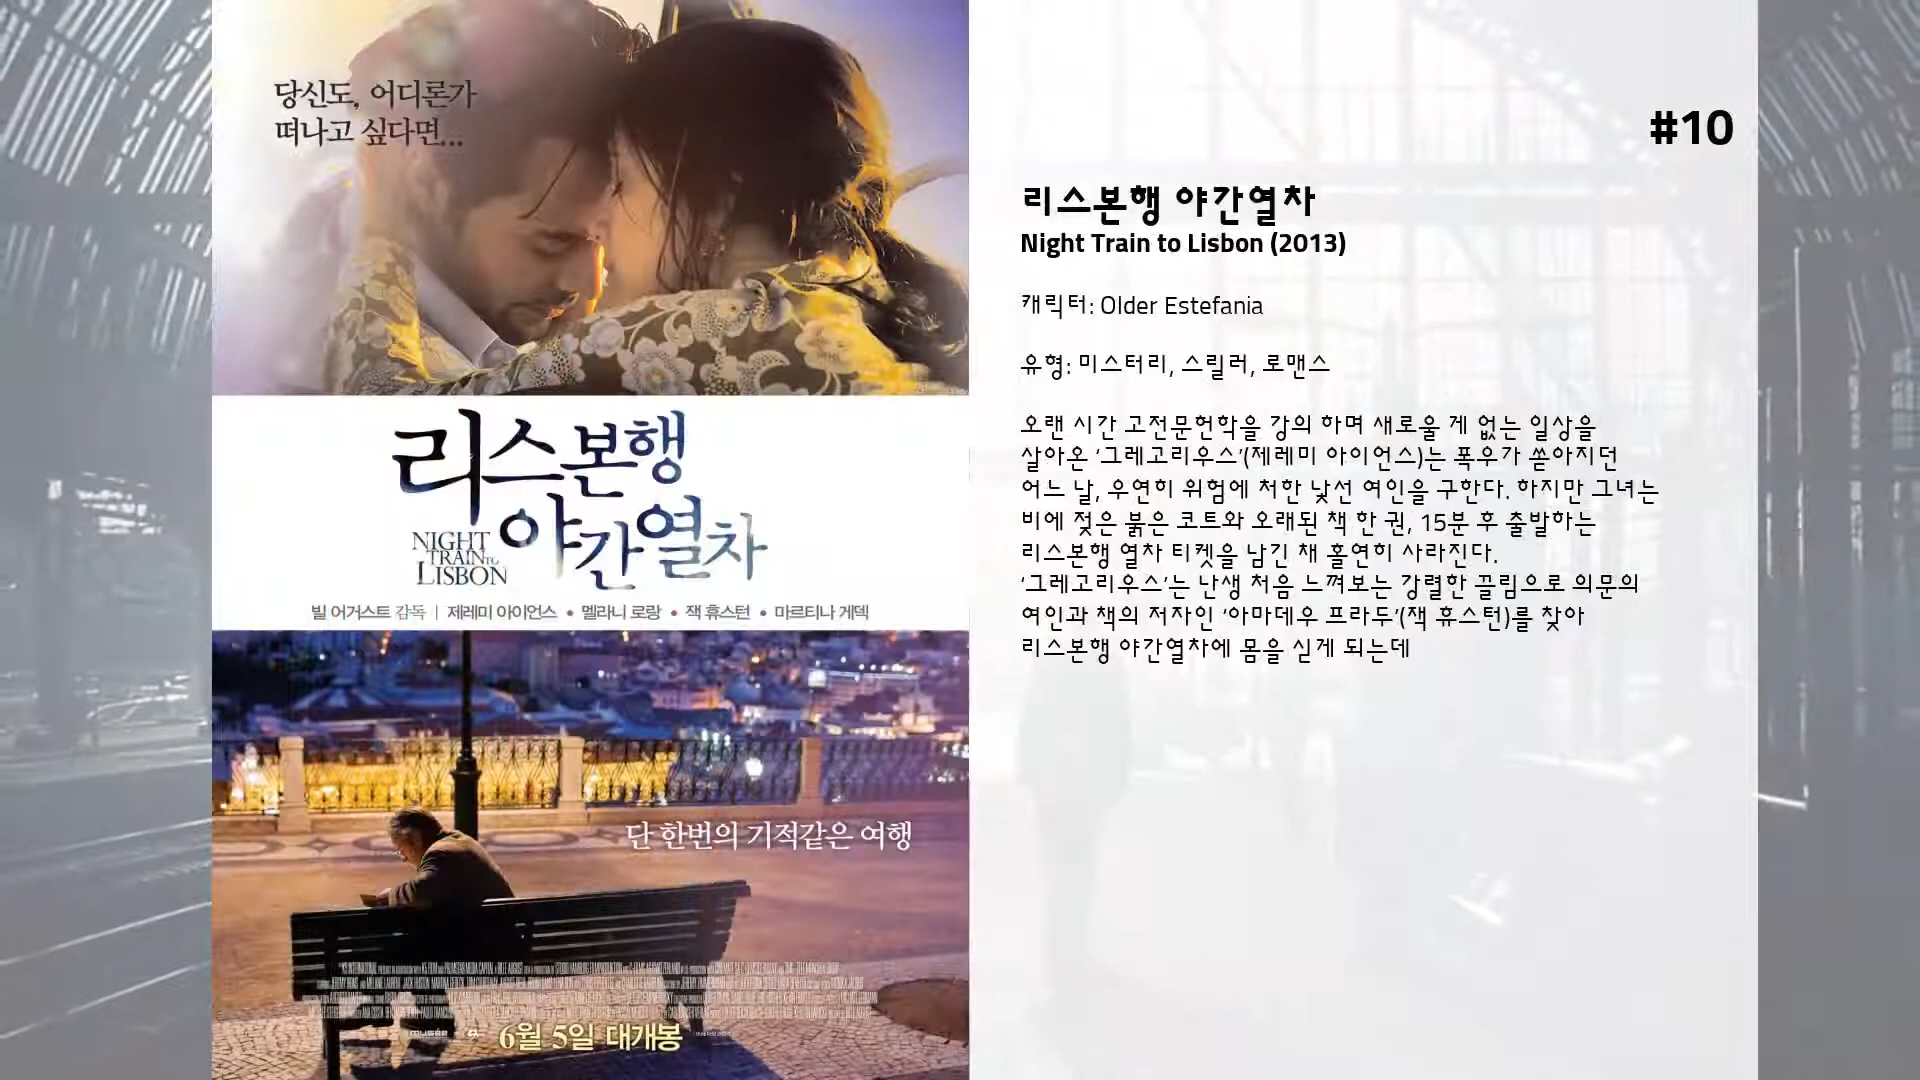 당신도, 어디론가
떠나고 싶다면...
리스본행
야간열차
NIGHT
TRAIN TO
LISBON
빌 어거스트 감독 | 제레미 아이언스 • 멜라니 로랑 • 잭 휴스턴 • 마르티나 게덱
단 한번의 기적같은 여행
6월 5일 대개봉
#10
리스본행 야간열차
Night Train to Lisbon (2013)
캐릭터: Older Estefania
유형: 미스터리, 스릴러, 로맨스
오랜 시간 고전문헌학을 강의 하며 새로울 게 없는 일상을
살아온 ‘그레고리우스’(제레미 아이언스)는 폭우가 쏟아지던
어느 날, 우연히 위험에 처한 낯선 여인을 구한다. 하지만 그녀는
비에 젖은 붉은 코트와 오래된 책 한 권, 15분 후 출발하는
리스본행 열차 티켓을 남긴 채 홀연히 사라진다.
‘그레고리우스’는 난생 처음 느껴보는 강렬한 끌림으로 의문의
여인과 책의 저자인 ‘아마데우 프라두’(잭 휴스턴)를 찾아
리스본행 야간열차에 몸을 싣게 되는데